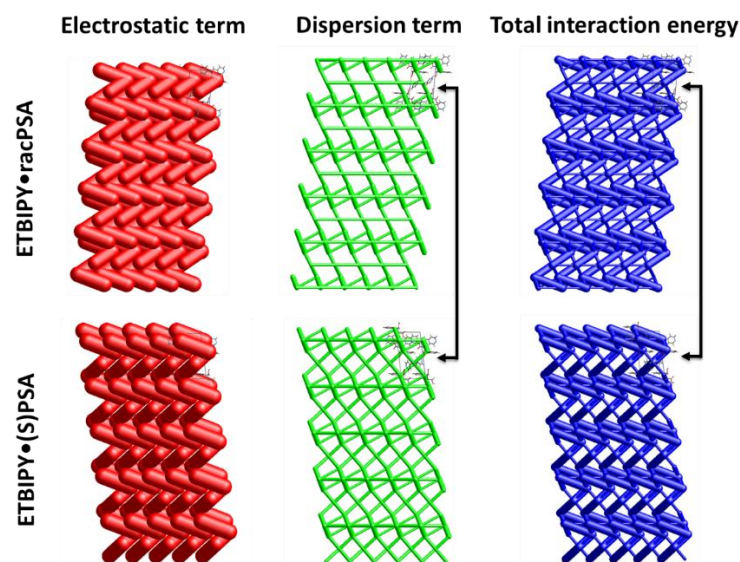 Electrostatic term
Dispersion term
Total interaction energy
ETBIPY•racPSA
ETBIPY•(S)PSA